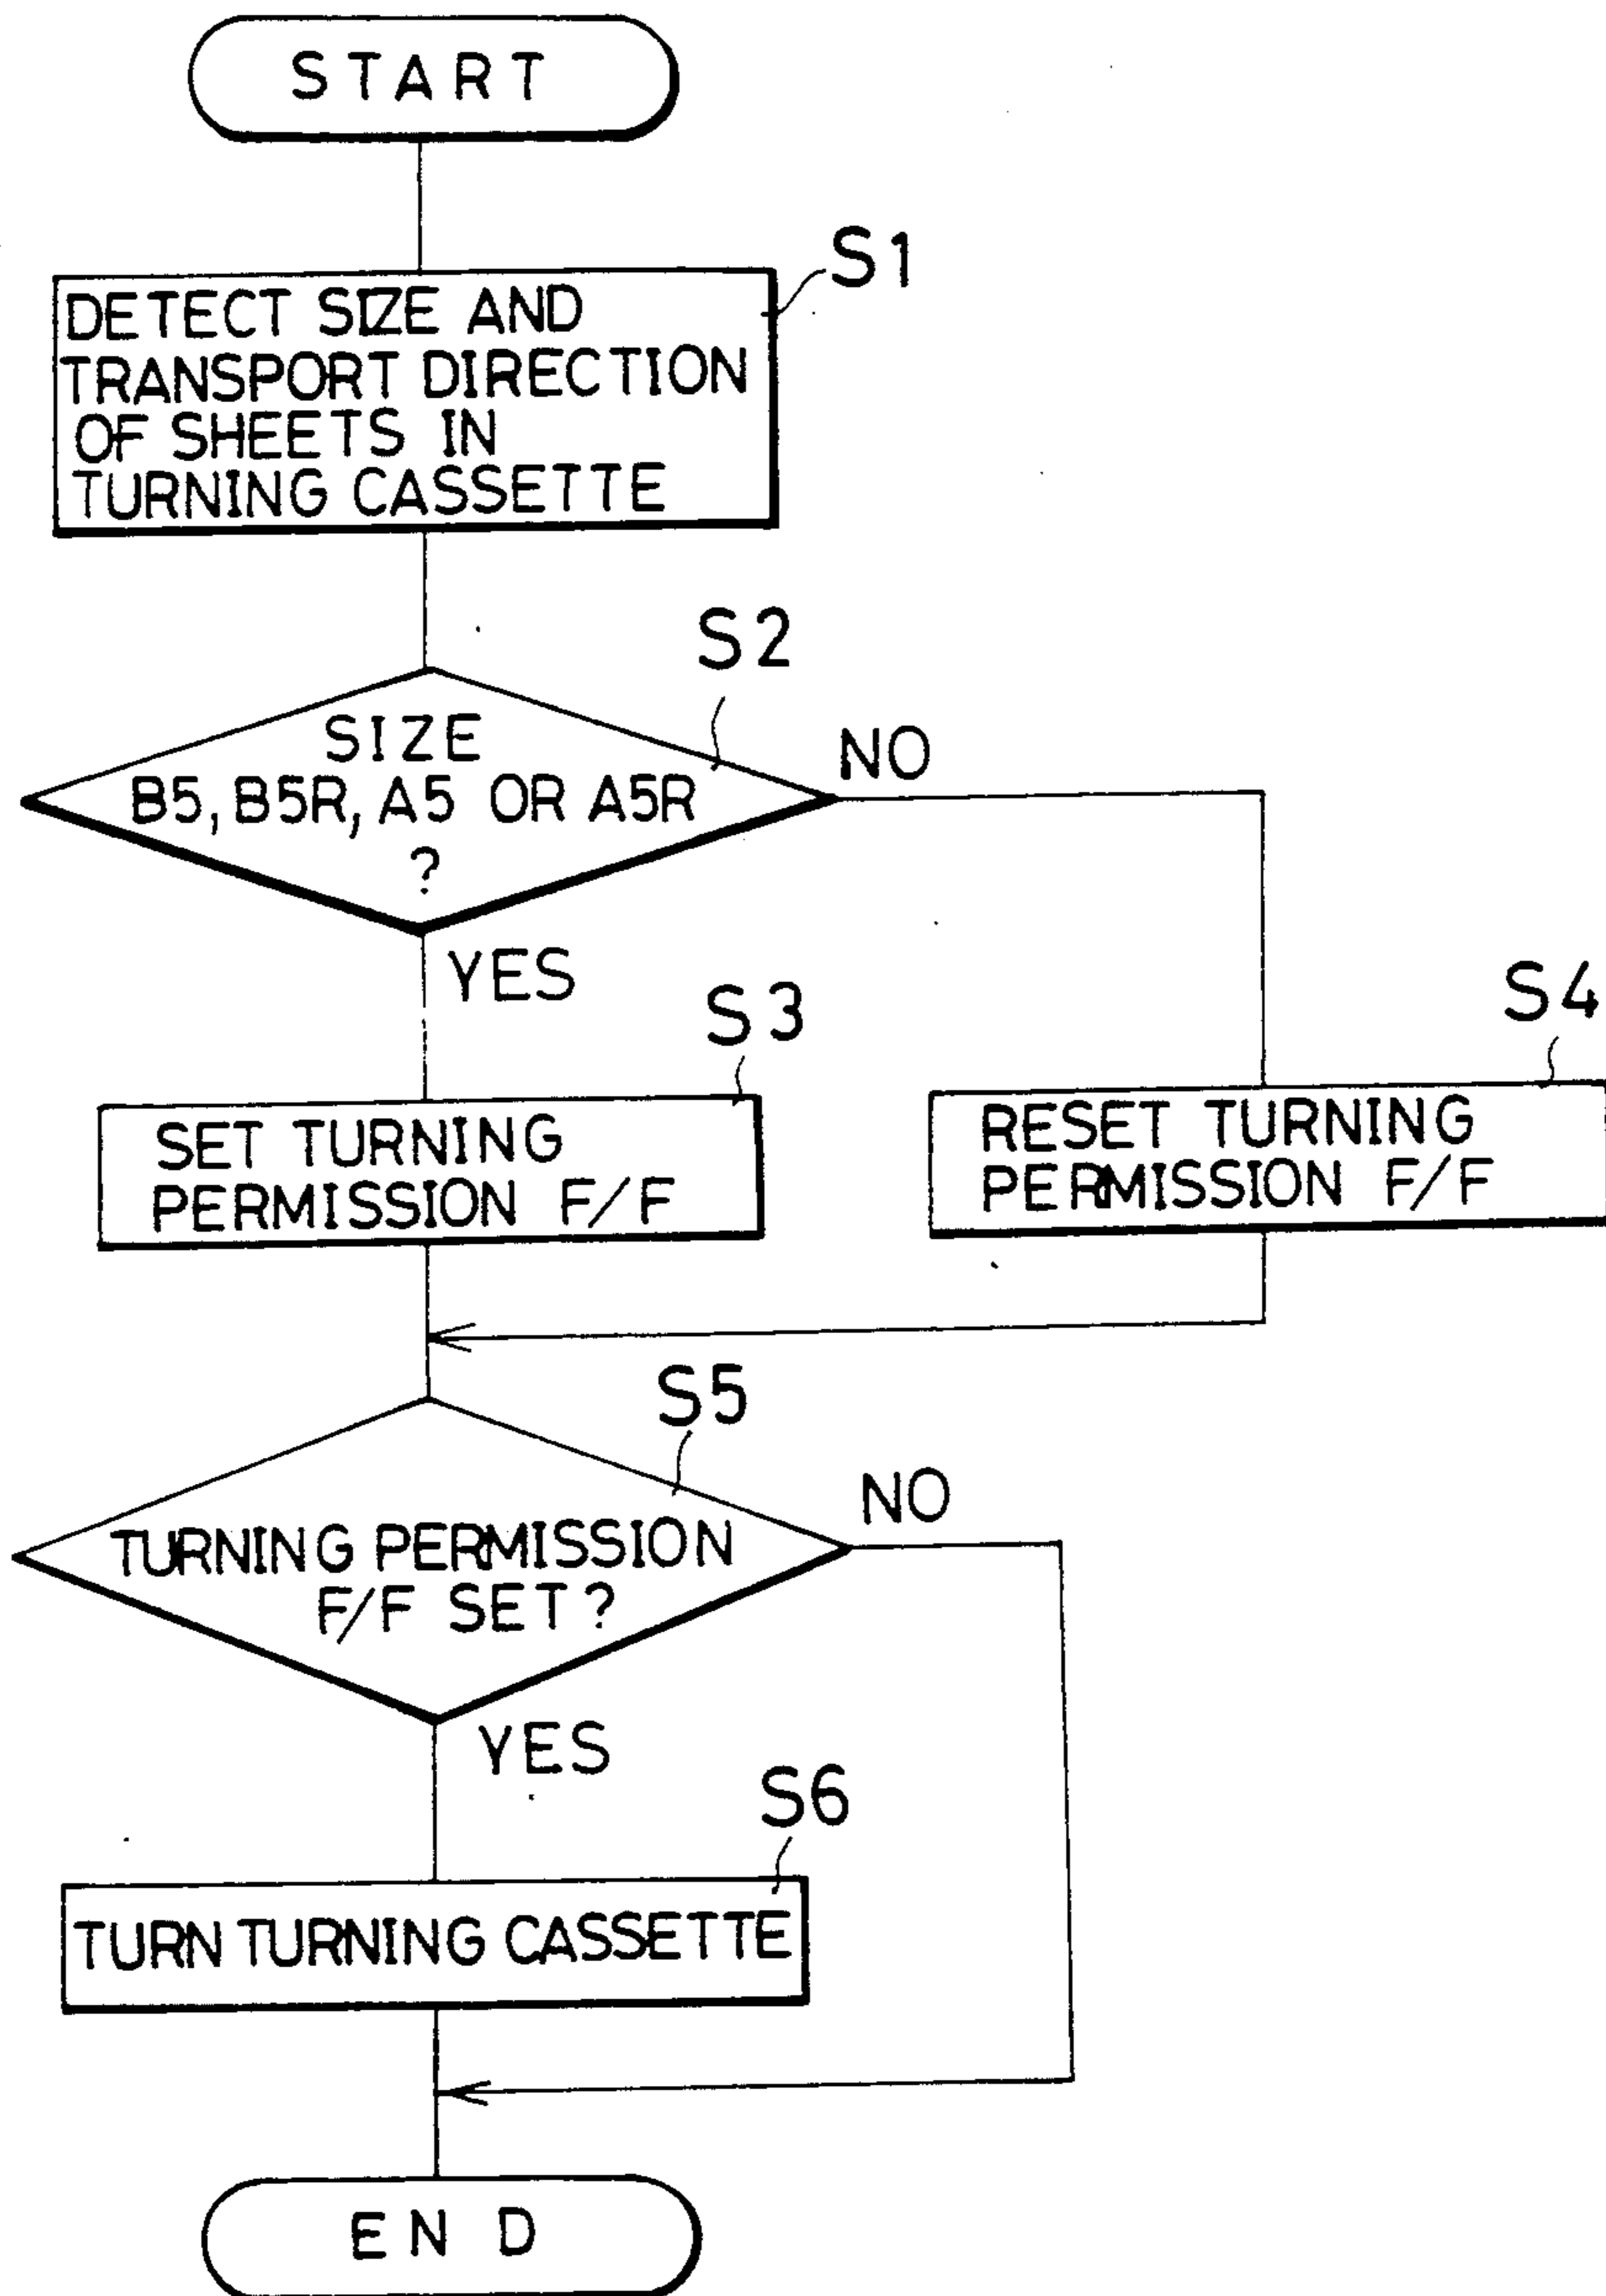 START
S1
DETECT SIZE AND
TRANSPORT DIRECTION
OF SHEETS IN
TURNING CASSETTE
S2
SIZE
B5, B5R, A5 OR A5R
?
NO
YES
S3
SET TURNING
PERMISSION F/F
S4
RESET TURNING
PERMISSION F/F
S5
TURNING PERMISSION
F/F SET?
NO
YES
S6
TURN TURNING CASSETTE
END